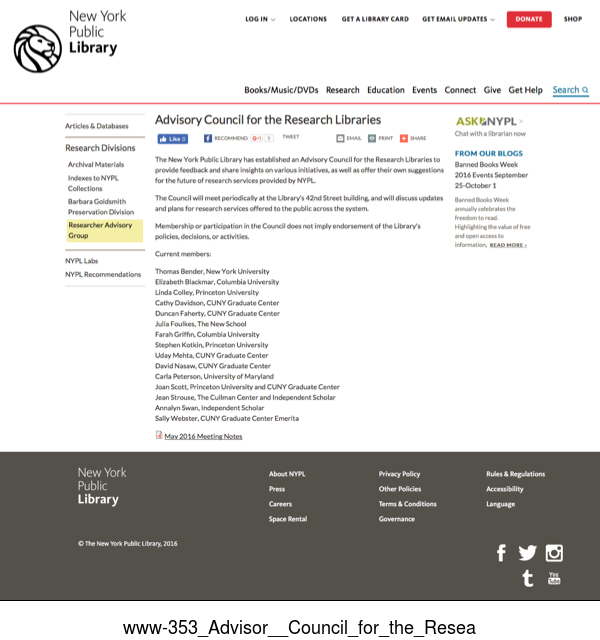 New York
Public
Library
LOG IN
LOCATIONS
GET A LIBRARY CARD
GET EMAIL UPDATES
DONATE
SHOP
Books/Music/DVDs
Research
Education
Events
Connect
Give
Get Help
Search
Articles & Databases
Research Divisions
Archival Materials
Indexes to NYPL
Collections
Barbara Goldsmith
Preservation Division
Researcher Advisory
Group
NYPL Labs
NYPL Recommendations
Advisory Council for the Research Libraries
Like 0
RECOMMEND
G+1 0
TWEET
EMAIL
PRINT
SHARE
The New York Public Library has established an Advisory Council for the Research Libraries to
provide feedback and share insights on various initiatives, as well as offer their own suggestions
for the future of research services provided by NYPL.
The Council will meet periodically at the Library's 42nd Street building, and will discuss updates
and plans for research services offered to the public across the system.
Membership or participation in the Council does not imply endorsement of the Library's
policies, decisions, or activities.
Current members:
Thomas Bender, New York University
Elizabeth Blackmar, Columbia University
Linda Colley, Princeton University
Cathy Davidson, CUNY Graduate Center
Duncan Faherty, CUNY Graduate Center
Julia Foulkes, The New School
Farah Griffin, Columbia University
Stephen Kotkin, Princeton University
Uday Mehta, CUNY Graduate Center
David Nasaw, CUNY Graduate Center
Carla Peterson, University of Maryland
Joan Scott, Princeton University and CUNY Graduate Center
Jean Strouse, The Cullman Center and Independent Scholar
Annalyn Swan, Independent Scholar
Sally Webster, CUNY Graduate Center Emerita
May 2016 Meeting Notes
ASK NYPL >
Chat with a librarian now
FROM OUR BLOGS
Banned Books Week
2016 Events September
25-October 1
Banned Books Week
annually celebrates the
freedom to read.
Highlighting the value of free
and open access to
information, READ MORE ›
New York
Public
Library
© The New York Public Library, 2016
About NYPL
Press
Careers
Space Rental
Privacy Policy
Other Policies
Terms & Conditions
Governance
Rules & Regulations
Accessibility
Language
You
Tube
www-353_Advisor__Council_for_the_Resea